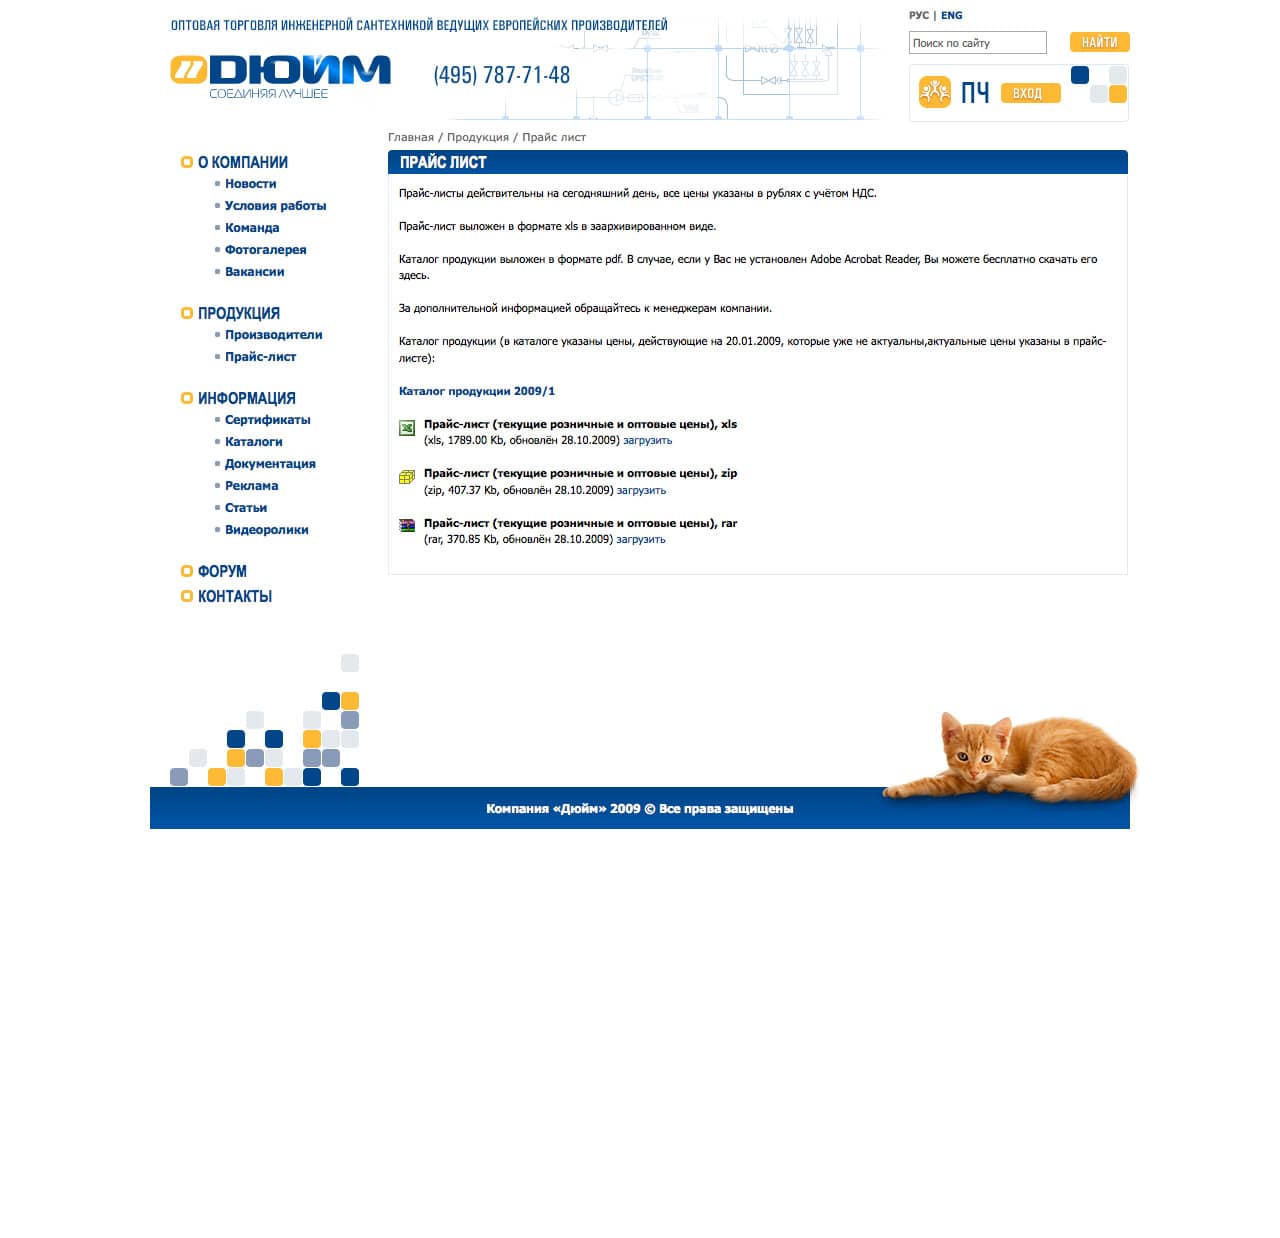 ОПТОВАЯ ТОРГОВЛЯ ИНЖЕНЕРНОЙ САНТЕХНИКОЙ ВЕДУЩИХ ЕВРОПЕЙСКИХ ПРОИЗВОДИТЕЛЕЙ
РУС | ENG
Поиск по сайту
НАЙТИ
ДЮЙМ
СОЕДИНЯЯ ЛУЧШЕЕ
(495) 787-71-48
ПЧ
ВХОД
Главная / Продукция / Прайс лист
О КОМПАНИИ
Новости
Условия работы
Команда
Фотогалерея
Вакансии
ПРОДУКЦИЯ
Производители
Прайс-лист
ИНФОРМАЦИЯ
Сертификаты
Каталоги
Документация
Реклама
Статьи
Видеоролики
ФОРУМ
КОНТАКТЫ
ПРАЙС ЛИСТ
Прайс-листы действительны на сегодняшний день, все цены указаны в рублях с учётом НДС.
Прайс-лист выложен в формате xls в заархивированном виде.
Каталог продукции выложен в формате pdf. В случае, если у Вас не установлен Adobe Acrobat Reader, Вы можете бесплатно скачать его
здесь.
За дополнительной информацией обращайтесь к менеджерам компании.
Каталог продукции (в каталоге указаны цены, действующие на 20.01.2009, которые уже не актуальны,актуальные цены указаны в прайс-
листе):
Каталог продукции 2009/1
Прайс-лист (текущие розничные и оптовые цены), xls
(xls, 1789.00 Kb, обновлён 28.10.2009) загрузить
Прайс-лист (текущие розничные и оптовые цены), zip
(zip, 407.37 Kb, обновлён 28.10.2009) загрузить
Прайс-лист (текущие розничные и оптовые цены), rar
(rar, 370.85 Kb, обновлён 28.10.2009) загрузить
Компания «Дюйм» 2009 © Все права защищены